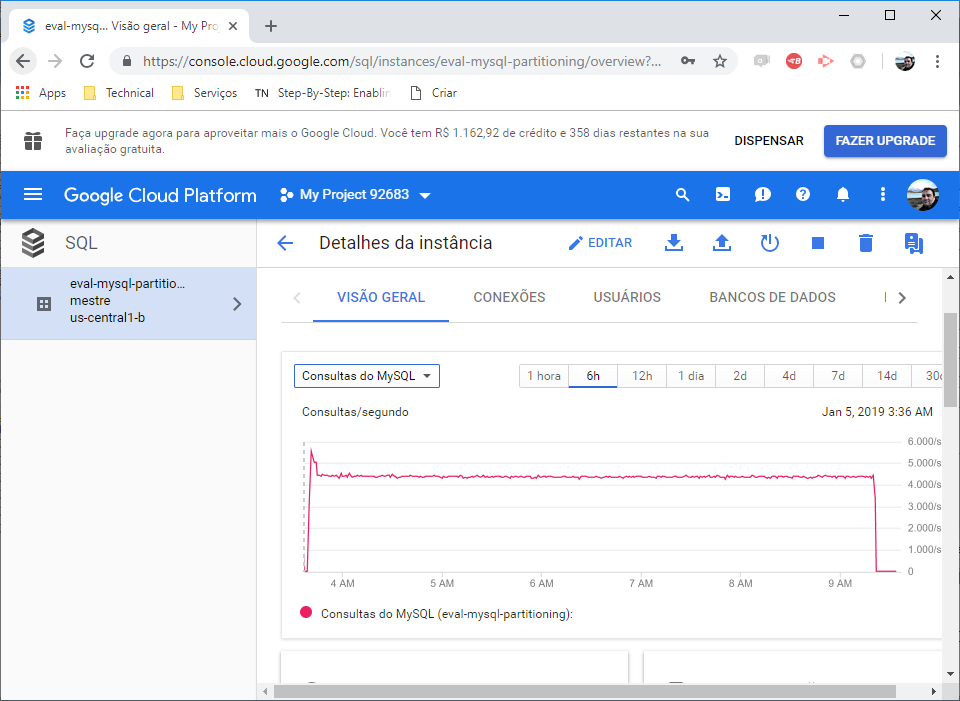 eval-mysq... Visão geral - My Pro
https://console.cloud.google.com/sql/instances/eval-mysql-partitioning/overview?...
Apps Technical Serviços TN Step-By-Step: Enablin Criar
Faça upgrade agora para aproveitar mais o Google Cloud. Você tem R$ 1.162,92 de crédito e 358 dias restantes na sua
avaliação gratuita.
DISPENSAR
FAZER UPGRADE
Google Cloud Platform My Project 92683
SQL
Detalhes da instância
EDITAR
eval-mysql-partitio...
mestre
us-central1-b
VISÃO GERAL CONEXÕES USUÁRIOS BANCOS DE DADOS
Consultas do MySQL
1 hora 6h 12h 1 dia 2d 4d 7d 14d 30d
Consultas/segundo
Jan 5, 2019 3:36 AM
6.000/s
5.000/s
4.000/s
3.000/s
2.000/s
1.000/s
0
4 AM 5 AM 6 AM 7 AM 8 AM 9 AM
Consultas do MySQL (eval-mysql-partitioning):